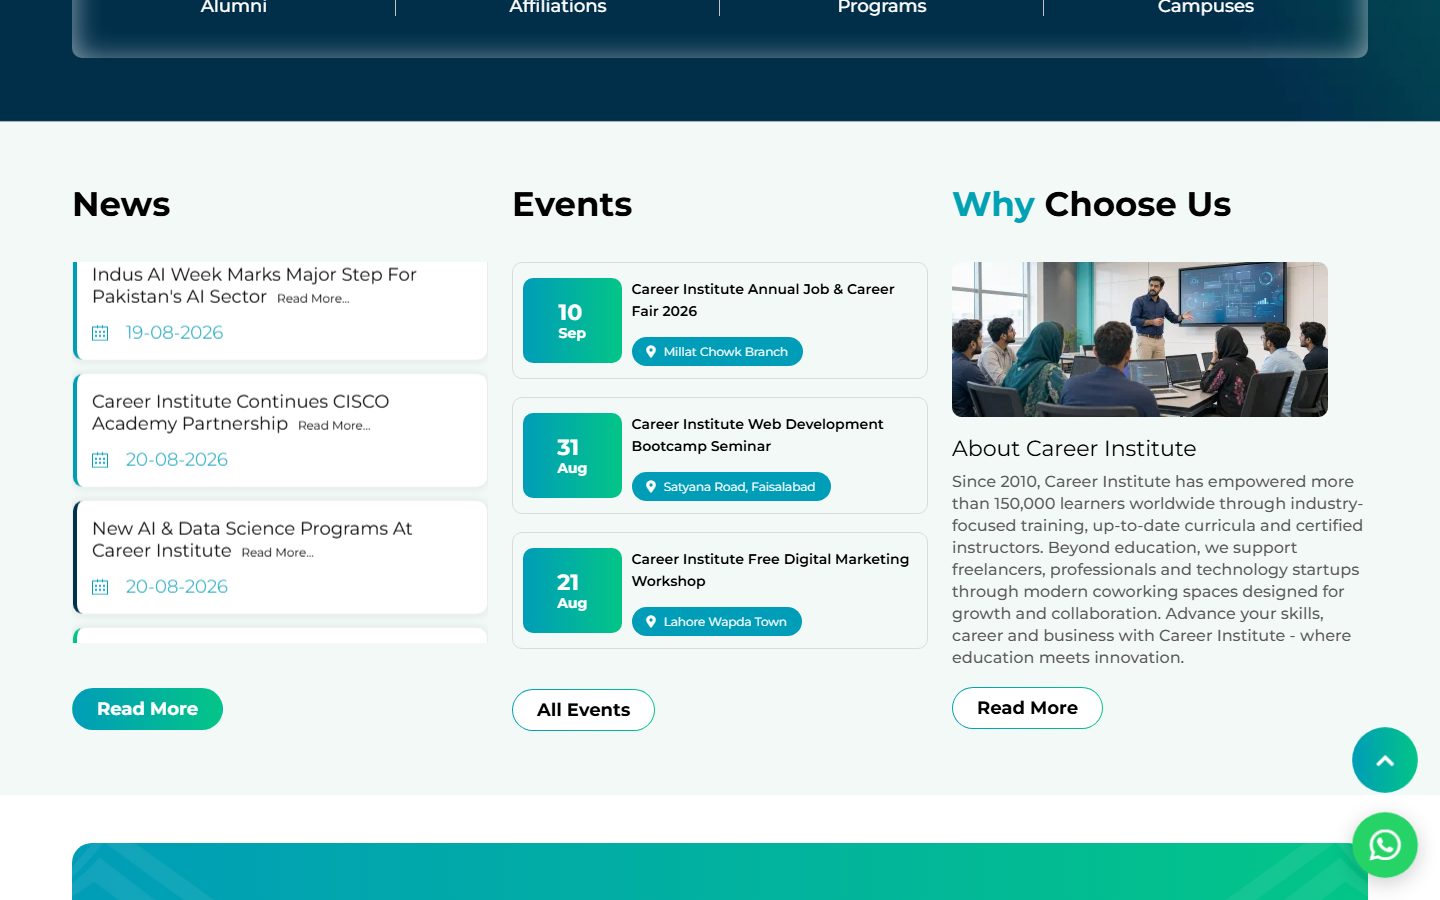 Alumni
Affiliations
Programs
Campuses
News
Indus AI Week Marks Major Step For
Pakistan's AI Sector Read More...
19-08-2026
Career Institute Continues CISCO
Academy Partnership Read More...
20-08-2026
New AI & Data Science Programs At
Career Institute Read More...
20-08-2026
Read More
Events
10
Sep
Career Institute Annual Job & Career
Fair 2026
Millat Chowk Branch
31
Aug
Career Institute Web Development
Bootcamp Seminar
Satyana Road, Faisalabad
21
Aug
Career Institute Free Digital Marketing
Workshop
Lahore Wapda Town
All Events
Why Choose Us
About Career Institute
Since 2010, Career Institute has empowered more
than 150,000 learners worldwide through industry-
focused training, up-to-date curricula and certified
instructors. Beyond education, we support
freelancers, professionals and technology startups
through modern coworking spaces designed for
growth and collaboration. Advance your skills,
career and business with Career Institute - where
education meets innovation.
Read More